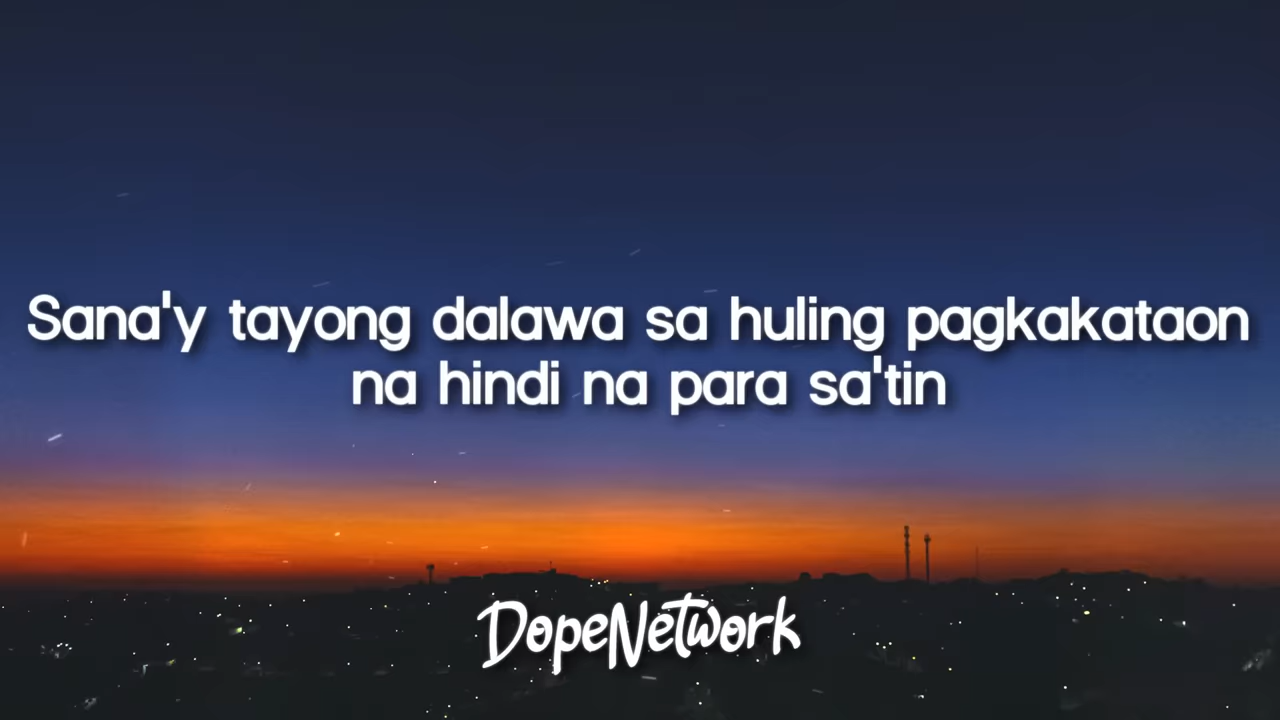 Sana'y tayong dalawa sa huling pagkakataon
na hindi na para sa'tin
DopeNetwork